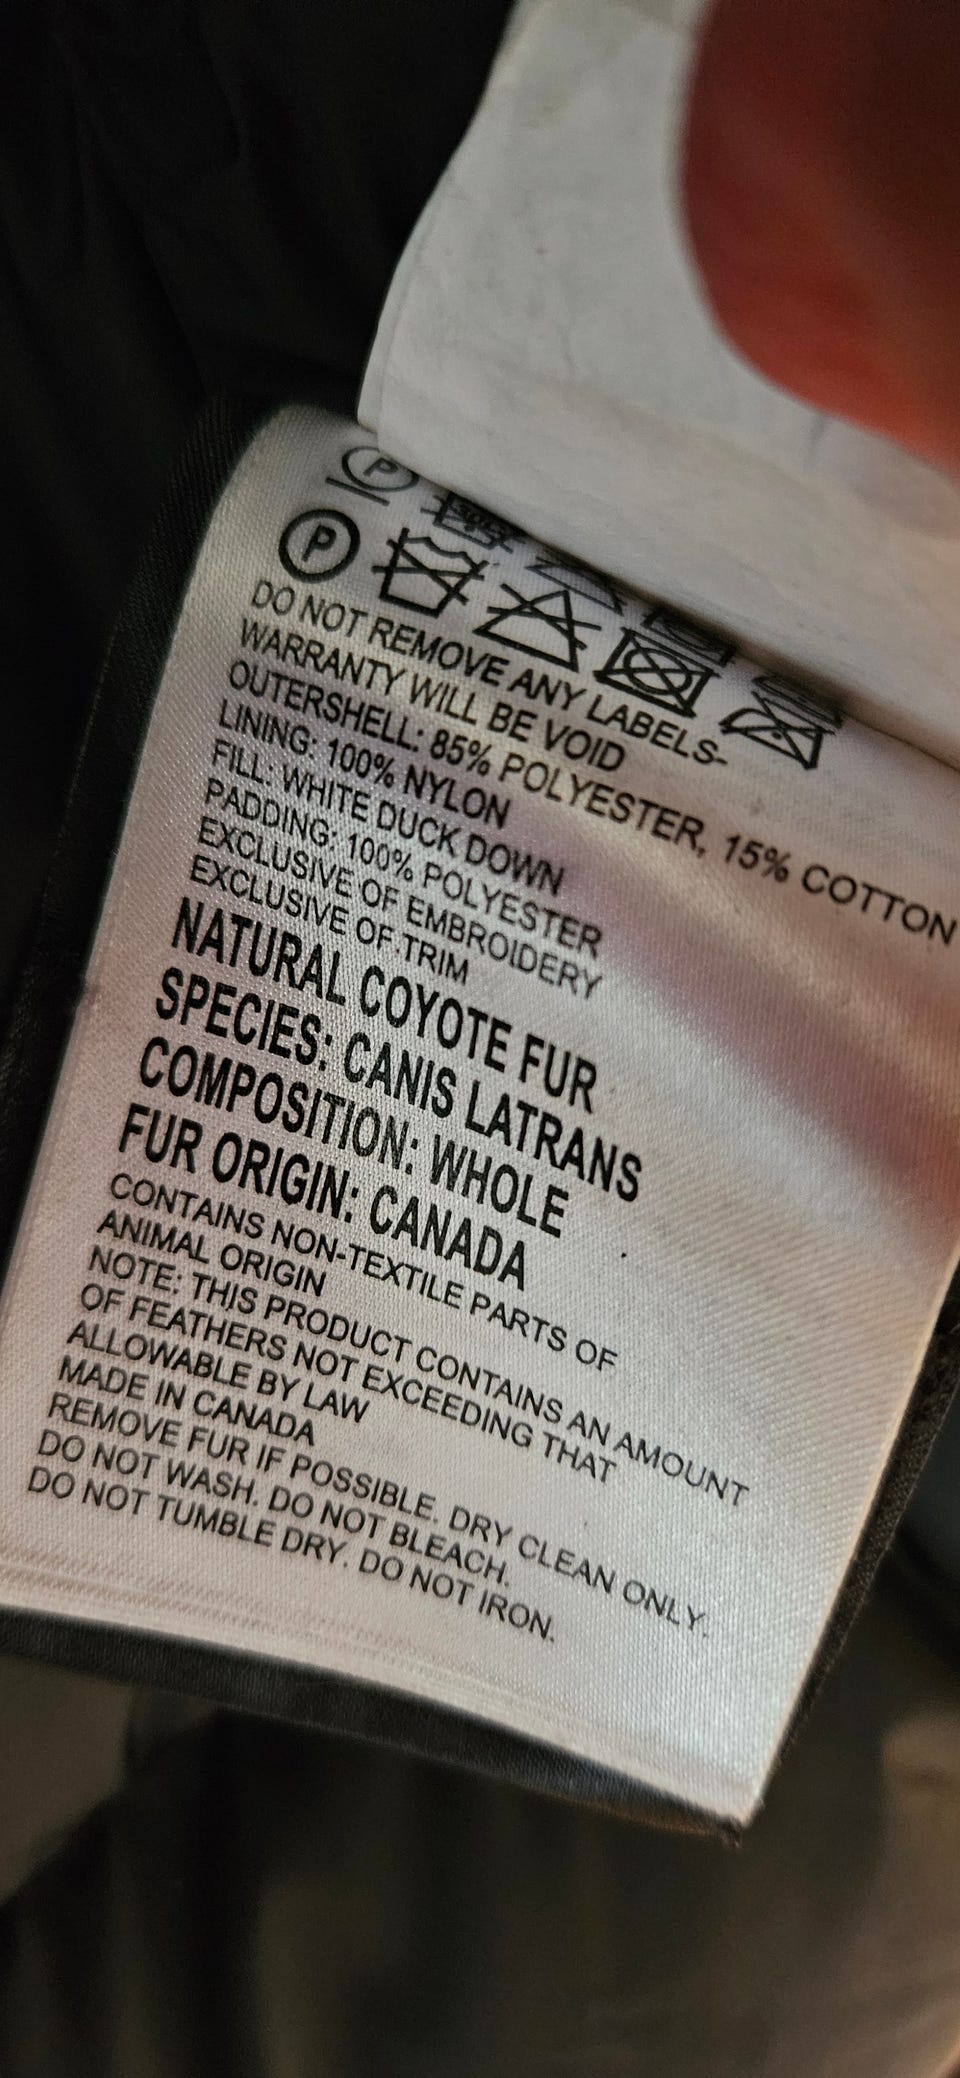 P
P
DO NOT REMOVE ANY LABELS-
WARRANTY WILL BE VOID
OUTERSHELL: 85% POLYESTER, 15% COTTON
LINING: 100% NYLON
FILL: WHITE DUCK DOWN
PADDING: 100% POLYESTER
EXCLUSIVE OF EMBROIDERY
EXCLUSIVE OF TRIM
NATURAL COYOTE FUR
SPECIES: CANIS LATRANS
COMPOSITION: WHOLE
FUR ORIGIN: CANADA
CONTAINS NON-TEXTILE PARTS OF
ANIMAL ORIGIN
NOTE: THIS PRODUCT CONTAINS AN AMOUNT
OF FEATHERS NOT EXCEEDING THAT
ALLOWABLE BY LAW
MADE IN CANADA
REMOVE FUR IF POSSIBLE. DRY CLEAN ONLY.
DO NOT WASH. DO NOT BLEACH.
DO NOT TUMBLE DRY. DO NOT IRON.